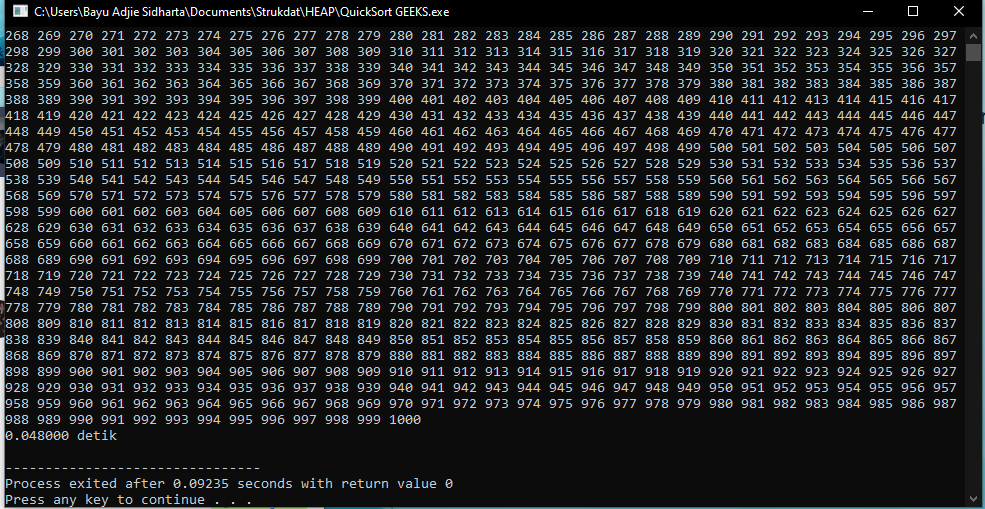 C:\Users\Bayu Adjie Sidharta\Documents\Strukdat\HEAP\QuickSort GEEKS.exe
268 269 270 271 272 273 274 275 276 277 278 279 280 281 282 283 284 285 286 287 288 289 290 291 292 293 294 295 296 297
298 299 300 301 302 303 304 305 306 307 308 309 310 311 312 313 314 315 316 317 318 319 320 321 322 323 324 325 326 327
328 329 330 331 332 333 334 335 336 337 338 339 340 341 342 343 344 345 346 347 348 349 350 351 352 353 354 355 356 357
358 359 360 361 362 363 364 365 366 367 368 369 370 371 372 373 374 375 376 377 378 379 380 381 382 383 384 385 386 387
388 389 390 391 392 393 394 395 396 397 398 399 400 401 402 403 404 405 406 407 408 409 410 411 412 413 414 415 416 417
418 419 420 421 422 423 424 425 426 427 428 429 430 431 432 433 434 435 436 437 438 439 440 441 442 443 444 445 446 447
448 449 450 451 452 453 454 455 456 457 458 459 460 461 462 463 464 465 466 467 468 469 470 471 472 473 474 475 476 477
478 479 480 481 482 483 484 485 486 487 488 489 490 491 492 493 494 495 496 497 498 499 500 501 502 503 504 505 506 507
508 509 510 511 512 513 514 515 516 517 518 519 520 521 522 523 524 525 526 527 528 529 530 531 532 533 534 535 536 537
538 539 540 541 542 543 544 545 546 547 548 549 550 551 552 553 554 555 556 557 558 559 560 561 562 563 564 565 566 567
568 569 570 571 572 573 574 575 576 577 578 579 580 581 582 583 584 585 586 587 588 589 590 591 592 593 594 595 596 597
598 599 600 601 602 603 604 605 606 607 608 609 610 611 612 613 614 615 616 617 618 619 620 621 622 623 624 625 626 627
628 629 630 631 632 633 634 635 636 637 638 639 640 641 642 643 644 645 646 647 648 649 650 651 652 653 654 655 656 657
658 659 660 661 662 663 664 665 666 667 668 669 670 671 672 673 674 675 676 677 678 679 680 681 682 683 684 685 686 687
688 689 690 691 692 693 694 695 696 697 698 699 700 701 702 703 704 705 706 707 708 709 710 711 712 713 714 715 716 717
718 719 720 721 722 723 724 725 726 727 728 729 730 731 732 733 734 735 736 737 738 739 740 741 742 743 744 745 746 747
748 749 750 751 752 753 754 755 756 757 758 759 760 761 762 763 764 765 766 767 768 769 770 771 772 773 774 775 776 777
778 779 780 781 782 783 784 785 786 787 788 789 790 791 792 793 794 795 796 797 798 799 800 801 802 803 804 805 806 807
808 809 810 811 812 813 814 815 816 817 818 819 820 821 822 823 824 825 826 827 828 829 830 831 832 833 834 835 836 837
838 839 840 841 842 843 844 845 846 847 848 849 850 851 852 853 854 855 856 857 858 859 860 861 862 863 864 865 866 867
868 869 870 871 872 873 874 875 876 877 878 879 880 881 882 883 884 885 886 887 888 889 890 891 892 893 894 895 896 897
898 899 900 901 902 903 904 905 906 907 908 909 910 911 912 913 914 915 916 917 918 919 920 921 922 923 924 925 926 927
928 929 930 931 932 933 934 935 936 937 938 939 940 941 942 943 944 945 946 947 948 949 950 951 952 953 954 955 956 957
958 959 960 961 962 963 964 965 966 967 968 969 970 971 972 973 974 975 976 977 978 979 980 981 982 983 984 985 986 987
988 989 990 991 992 993 994 995 996 997 998 999 1000
0.048000 detik
--------------------------------
Process exited after 0.09235 seconds with return value 0
Press any key to continue . . .